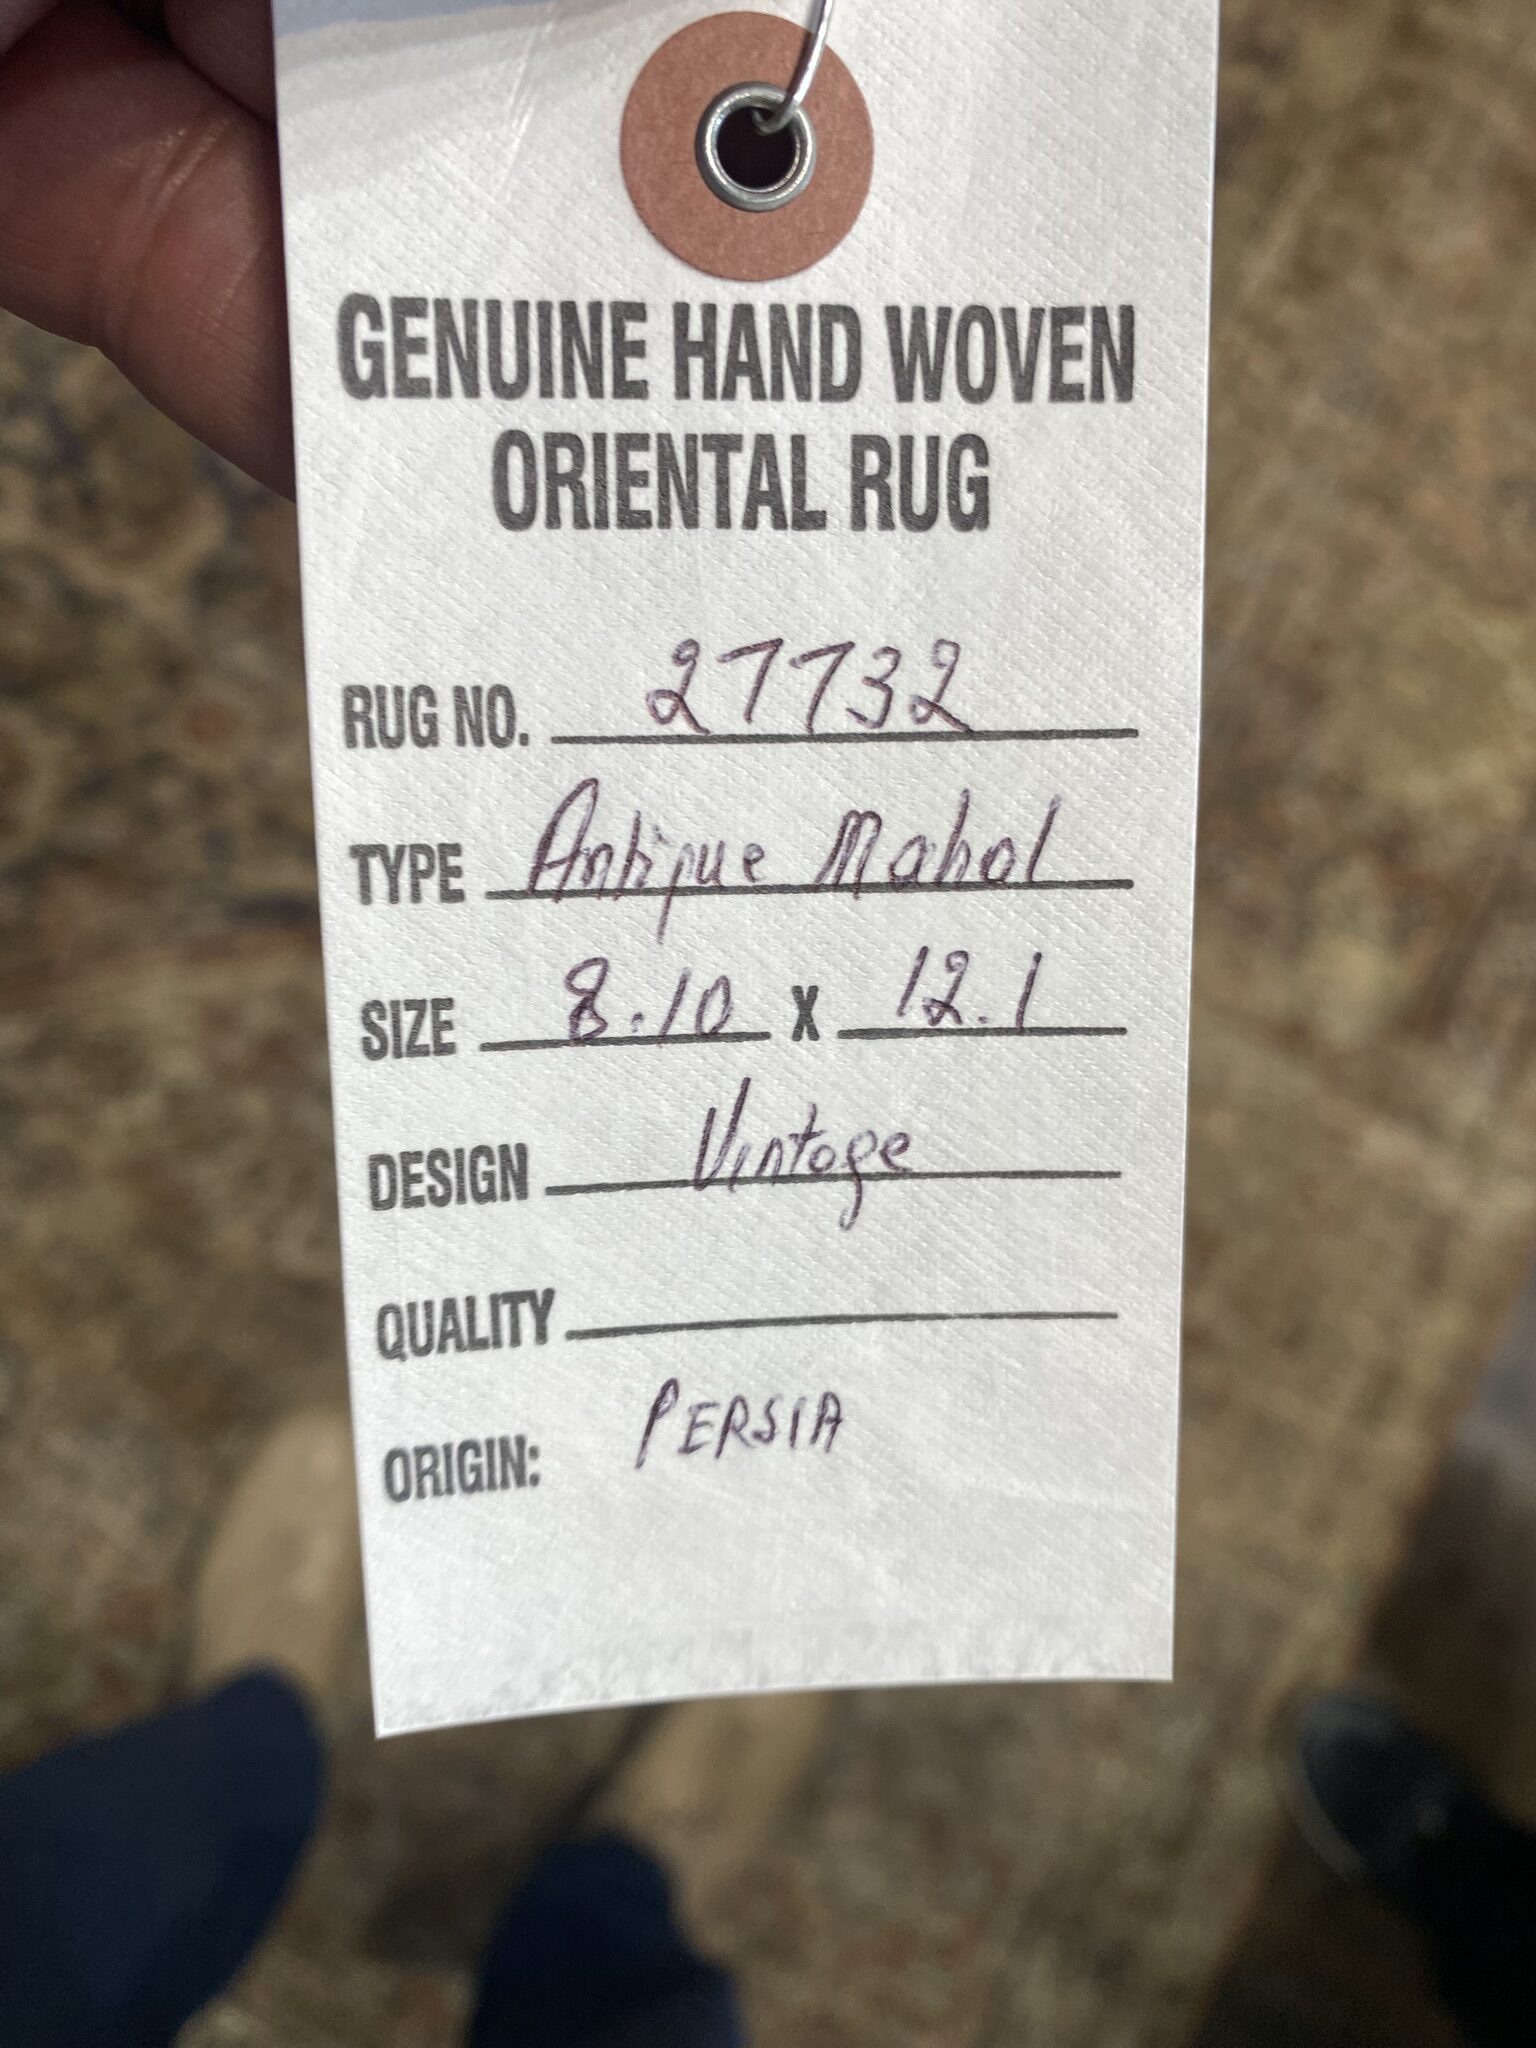 GENUINE HAND WOVEN
ORIENTAL RUG
RUG NO. 27732
TYPE Antique Mahal
SIZE 8.10 X 12.1
DESIGN Vintage
QUALITY
ORIGIN: PERSIA